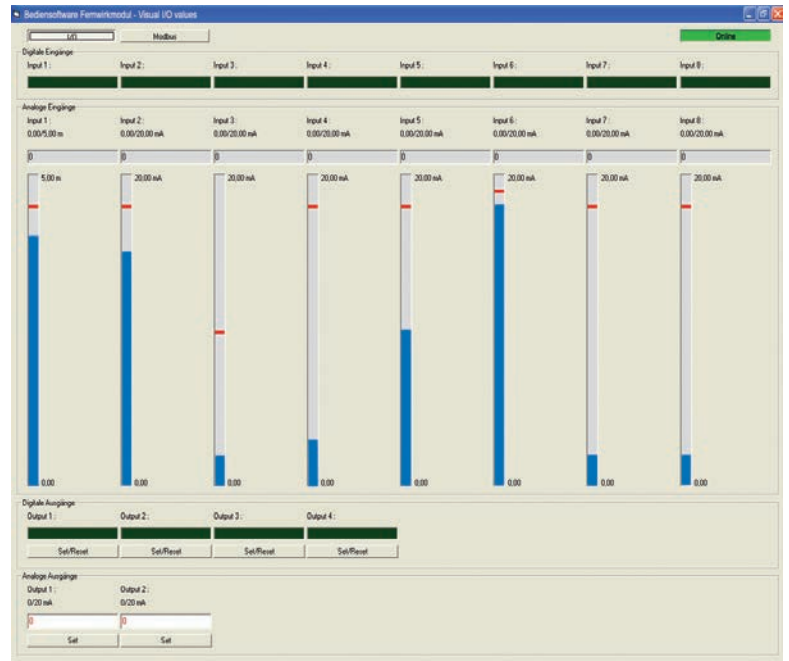 Bediensoftware Fernwirkmodul - Visual I/O values
I/O Modbus Online
Digitale Eingänge
Input 1 : Input 2 : Input 3 : Input 4 : Input 5 : Input 6 : Input 7 : Input 8 :
Analoge Eingänge
Input 1 : Input 2 : Input 3 : Input 4 Input 5 : Input 6 : Input 7 : Input 8 :
0,00/5,00 m 0,00/20,00 mA 0,00/20,00 mA 0,00/20,00 mA 0,00/20,00 mA 0,00/20,00 mA 0,00/20,00 mA 0,00/20,00 mA
0 0 0 0 0 0 0 0
5,00 m 20,00 mA 20,00 mA 20,00 mA 20,00 mA 20,00 mA 20,00 mA 20,00 mA
0,00 0,00 0,00 0,00 0,00 0,00 0,00 0,00
Digitale Ausgänge
Output 1 : Output 2 : Output 3 : Output 4 :
Set/Reset Set/Reset Set/Reset Set/Reset
Analoge Ausgänge
Output 1 : Output 2 :
0/20 mA 0/20 mA
0 0
Set Set